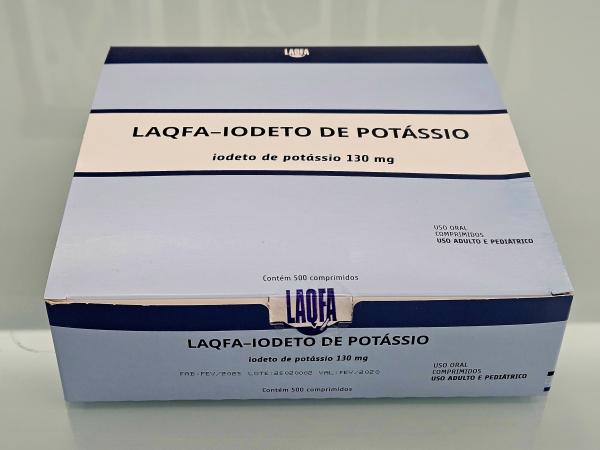 LAQFA
LAQFA-IODETO DE POTÁSSIO
iodeto de potássio 130 mg
USO ORAL
COMPRIMIDOS
USO ADULTO E PEDIÁTRICO
Contém 500 comprimidos
LAQFA
LAQFA-IODETO DE POTÁSSIO
iodeto de potássio 130 mg
USO ORAL
COMPRIMIDOS
USO ADULTO E PEDIÁTRICO
Contém 500 comprimidos